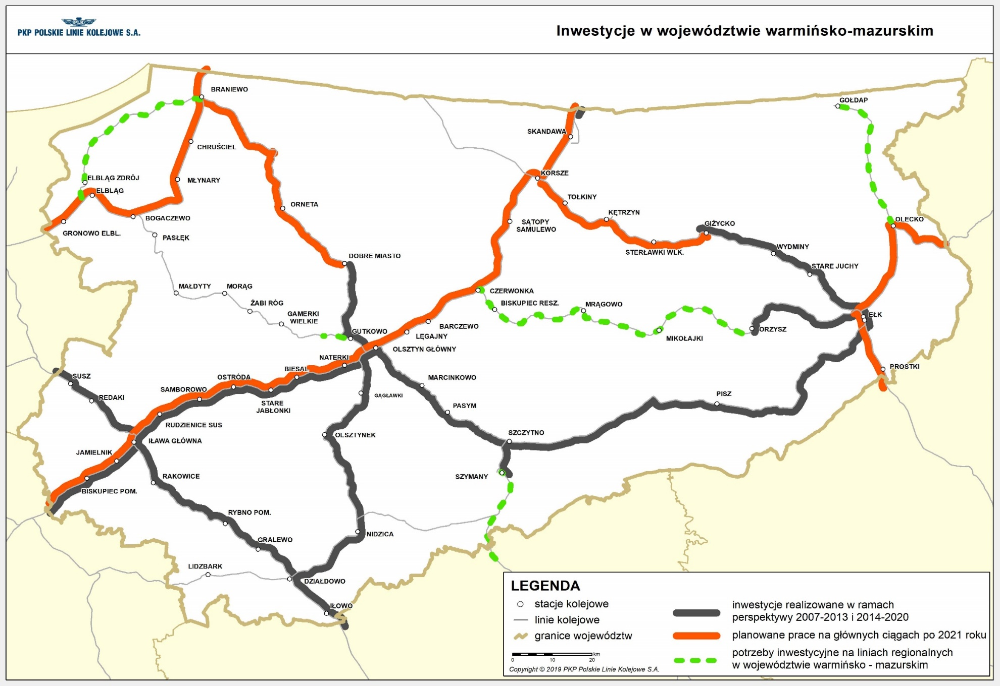 PLK
PKP POLSKIE LINIE KOLEJOWE S.A.
Inwestycje w województwie warmińsko-mazurskim
BRANIEWO
GOŁDAP
SKANDAWA
CHRUŚCIEL
KORSZE
ELBLĄG ZDRÓJ
MŁYNARY
ELBLĄG
TOŁKINY
ORNETA
KĘTRZYN
BOGACZEWO
OLECKO
SĄTOPY
SAMULEWO
GIŻYCKO
GRONOWO ELBL.
PASŁĘK
WYDMINY
STERŁAWKI WLK.
DOBRE MIASTO
STARE JUCHY
MAŁDYTY
MORĄG
CZERWONKA
ŻABI RÓG
BISKUPIEC RESZ.
MRĄGOWO
GAMERKI
WIELKIE
EŁK
BARCZEWO
ORZYSZ
GUTKOWO
LĘGAJNY
MIKOŁAJKI
OLSZTYN GŁÓWNY
NATERKI
PROSTKI
BIESAL
SUSZ
OSTRÓDA
MARCINKOWO
SAMBOROWO
GĄGŁAWKI
PISZ
REDAKI
STARE
JABŁONKI
PASYM
RUDZIENICE SUS
SZCZYTNO
OLSZTYNEK
IŁAWA GŁÓWNA
JAMIELNIK
RAKOWICE
SZYMANY
BISKUPIEC POM.
RYBNO POM.
NIDZICA
GRALEWO
LIDZBARK
DZIAŁDOWO
IŁOWO
LEGENDA
stacje kolejowe
linie kolejowe
granice województw
km
0 10 20
Copyright © 2019 PKP Polskie Linie Kolejowe S.A.
inwestycje realizowane w ramach
perspektywy 2007-2013 i 2014-2020
planowane prace na głównych ciągach po 2021 roku
potrzeby inwestycyjne na liniach regionalnych
w województwie warmińsko - mazurskim